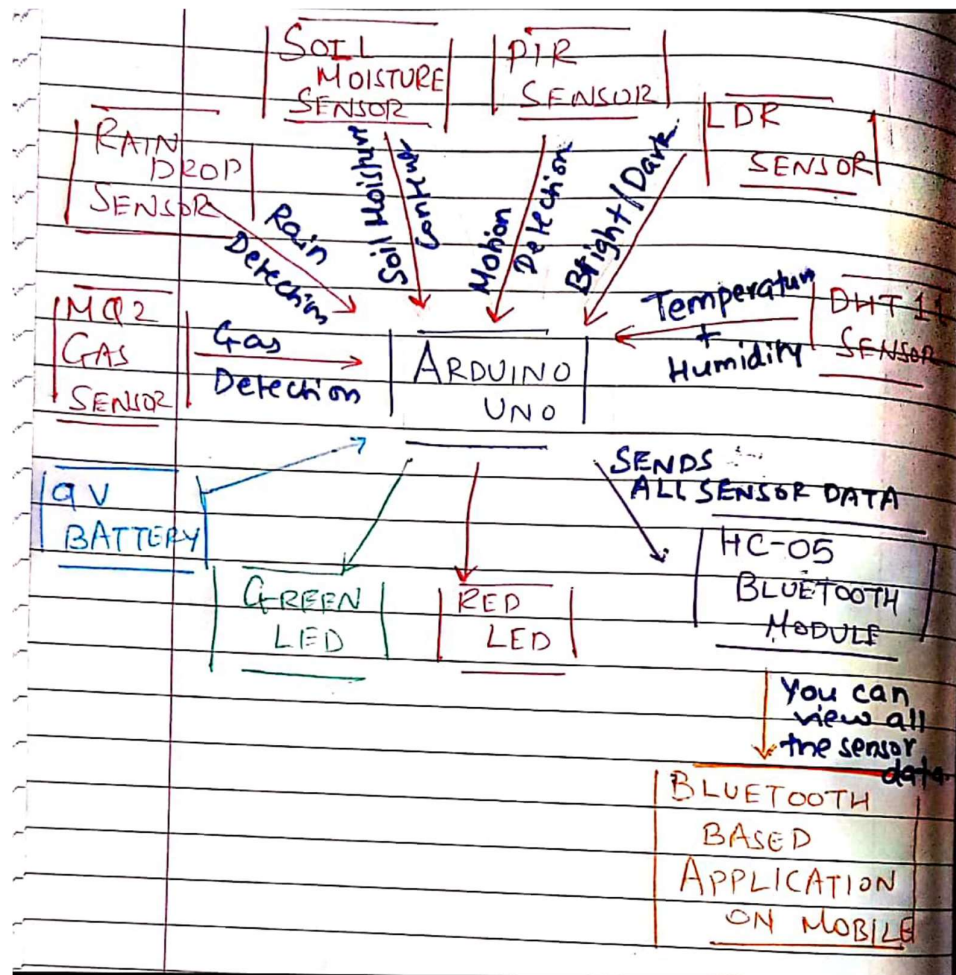 SOIL
MOISTURE
SENSOR
PIR
SENSOR
LDR
SENSOR
RAIN
DROP
SENSOR
Rain
Detection
Soil Moisture
Motion
Detection
Bright/Dark
MQ2
GAS
SENSOR
Gas
Detection
ARDUINO
UNO
Temperature
+
Humidity
DHT 11
SENSOR
9V
BATTERY
SENDS
ALL SENSOR DATA
GREEN
LED
RED
LED
HC-05
BLUETOOTH
MODULE
You can
view all
the sensor
data.
BLUETOOTH
BASED
APPLICATION
ON MOBILE